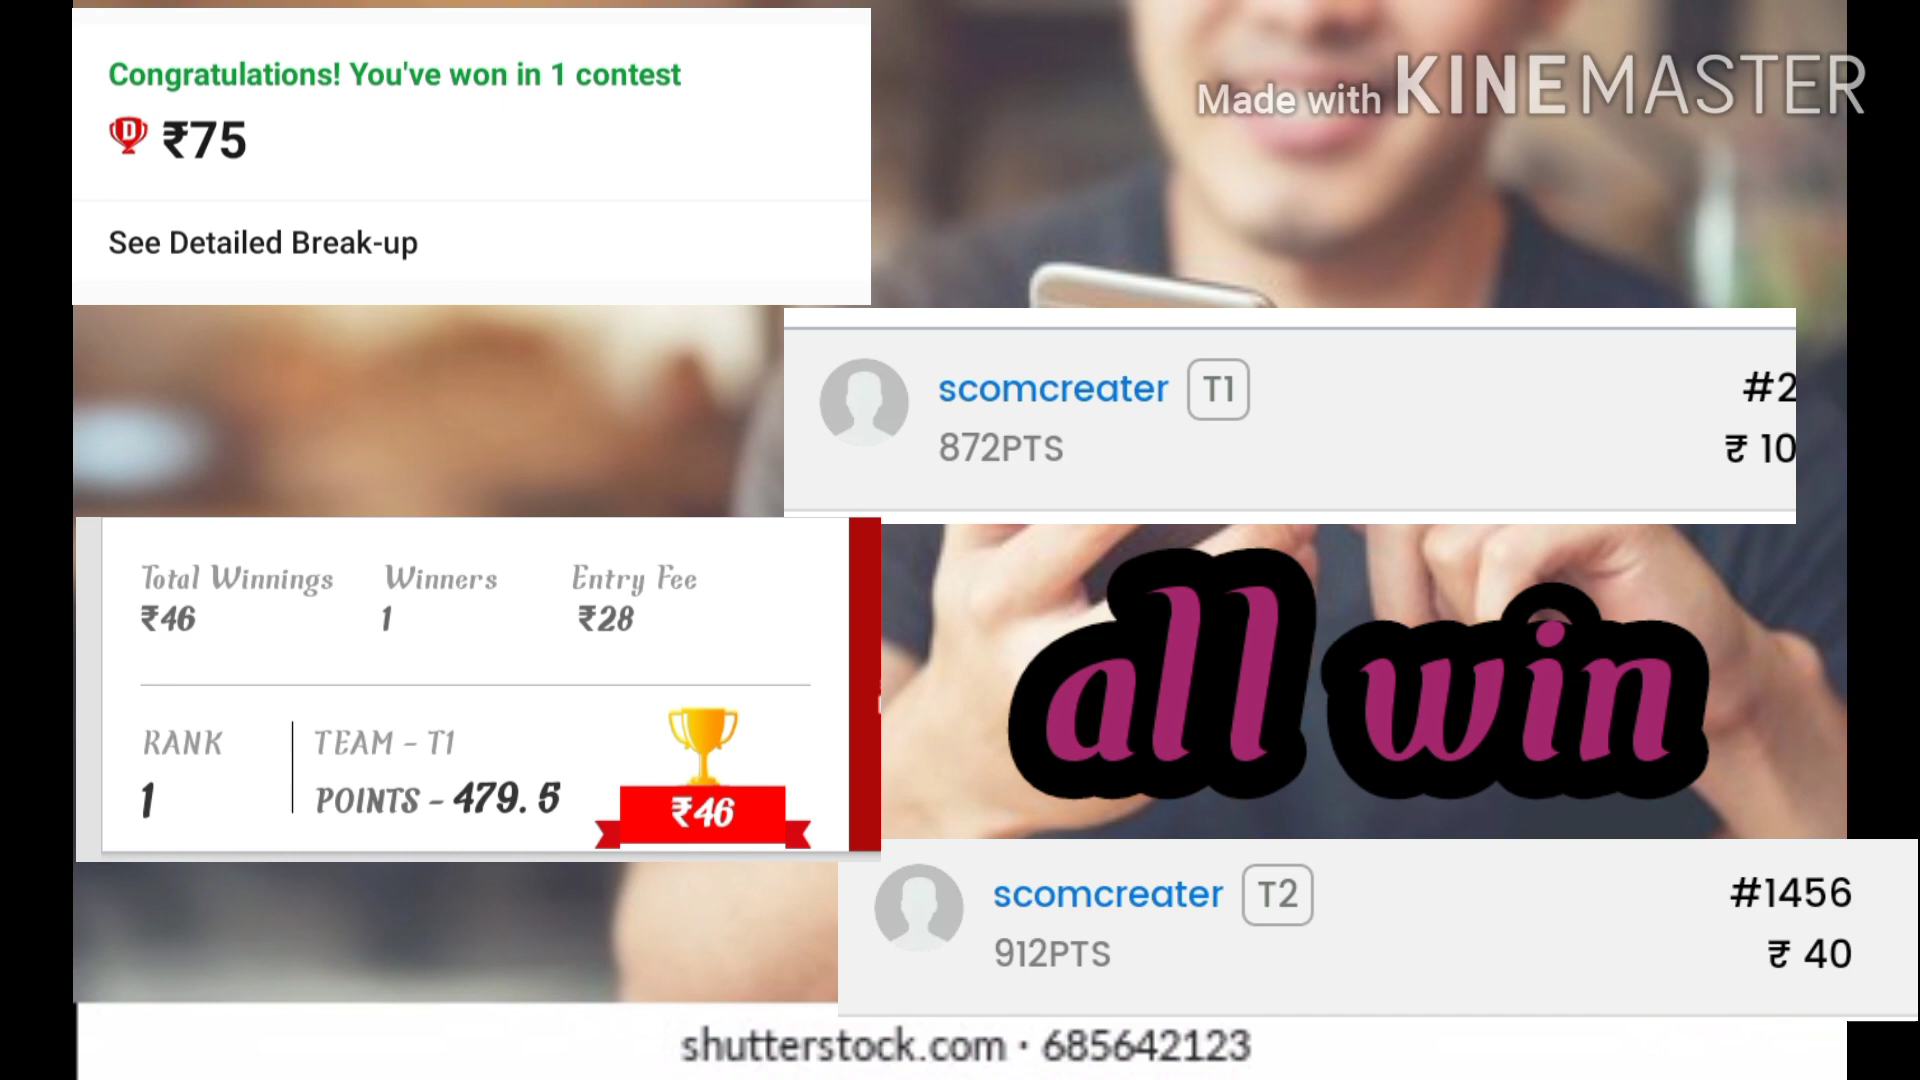 Congratulations! You've won in 1 contest
D ₹75
See Detailed Break-up
Made with KINEMASTER
scomcreater T1 #2
872PTS ₹ 10
Total Winnings Winners Entry Fee
₹46 1 ₹28
RANK TEAM - T1
1 POINTS - 479.5
₹46
all win
scomcreater T2 #1456
912PTS ₹ 40
shutterstock.com · 685642123